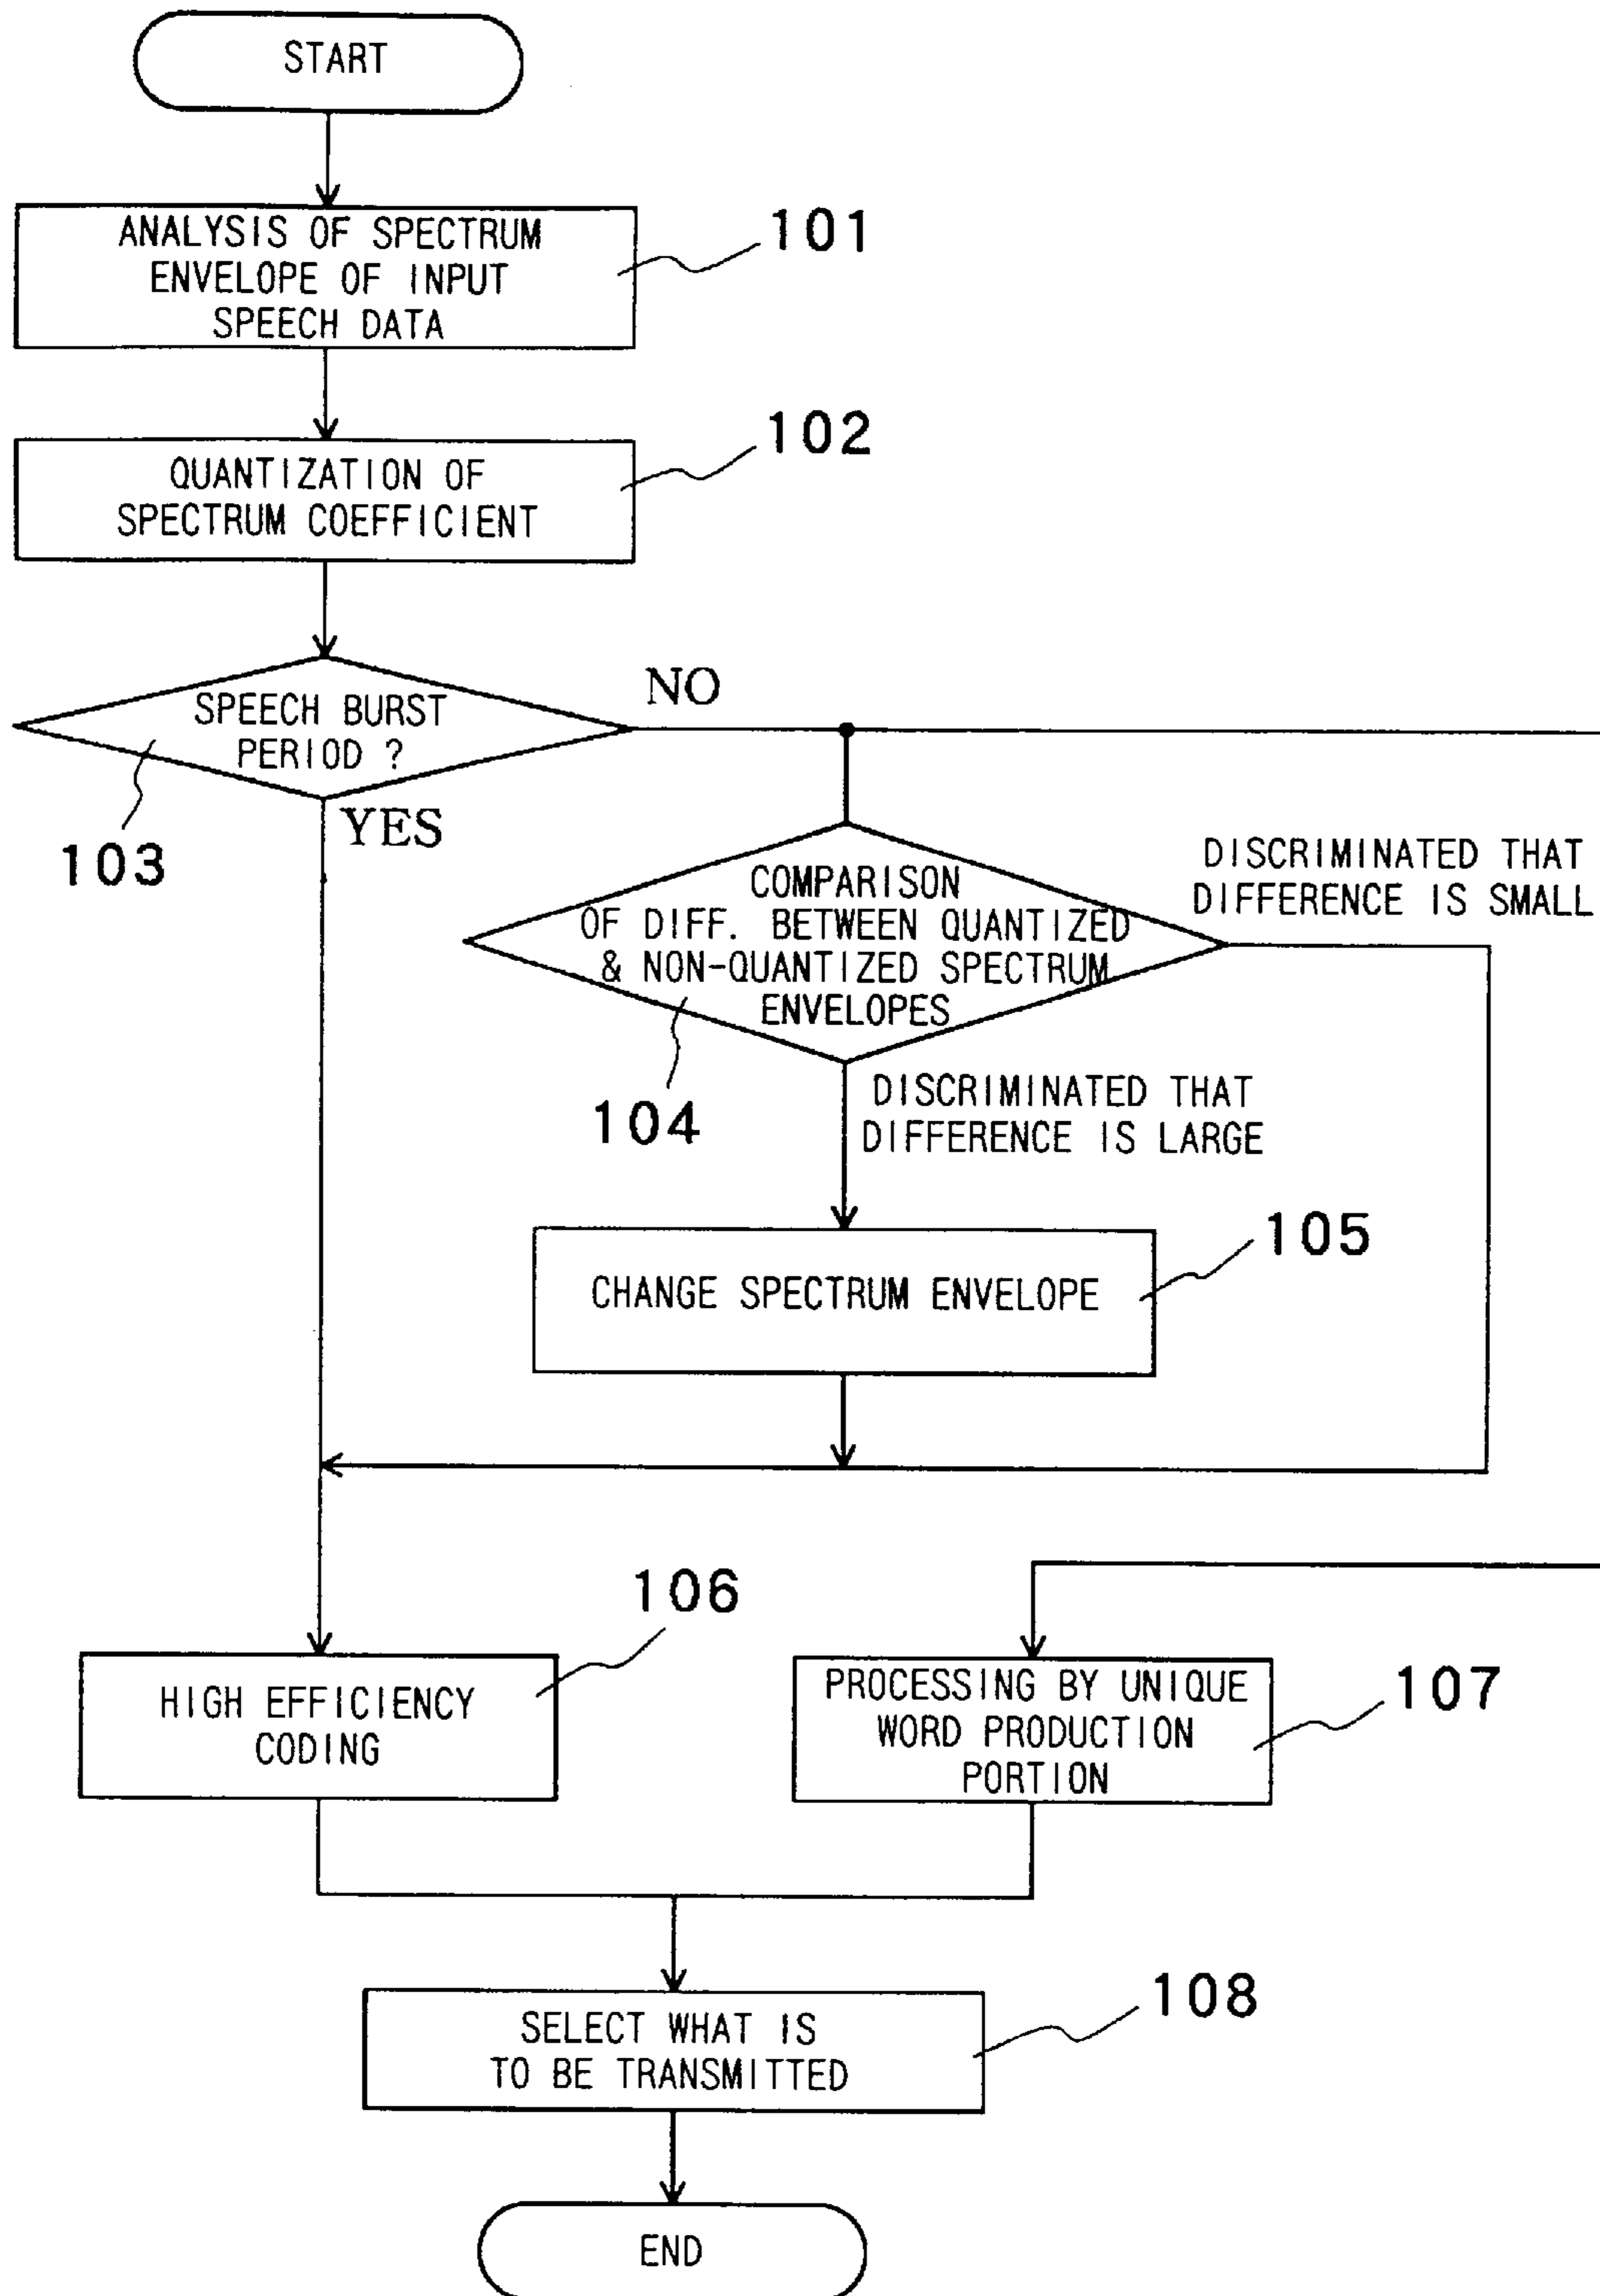 START
ANALYSIS OF SPECTRUM
ENVELOPE OF INPUT
SPEECH DATA
101
QUANTIZATION OF
SPECTRUM COEFFICIENT
102
SPEECH BURST
PERIOD ?
103
NO
YES
COMPARISON
OF DIFF. BETWEEN QUANTIZED
& NON-QUANTIZED SPECTRUM
ENVELOPES
104
DISCRIMINATED THAT
DIFFERENCE IS SMALL
DISCRIMINATED THAT
DIFFERENCE IS LARGE
CHANGE SPECTRUM ENVELOPE
105
HIGH EFFICIENCY
CODING
106
PROCESSING BY UNIQUE
WORD PRODUCTION
PORTION
107
SELECT WHAT IS
TO BE TRANSMITTED
108
END